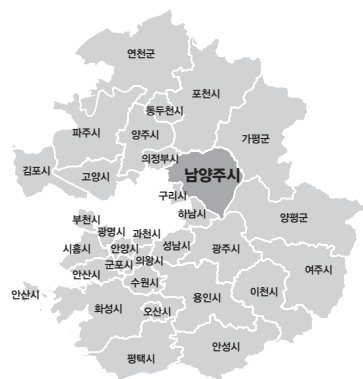 연천군
포천시
동두천시
파주시
양주시
가평군
의정부시
김포시
고양시
남양주시
구리시
하남시
양평군
부천시
광명시
과천시
시흥시
안양시
성남시
광주시
군포시
의왕시
여주시
안산시
수원시
안산시
용인시
이천시
화성시
오산시
안성시
평택시